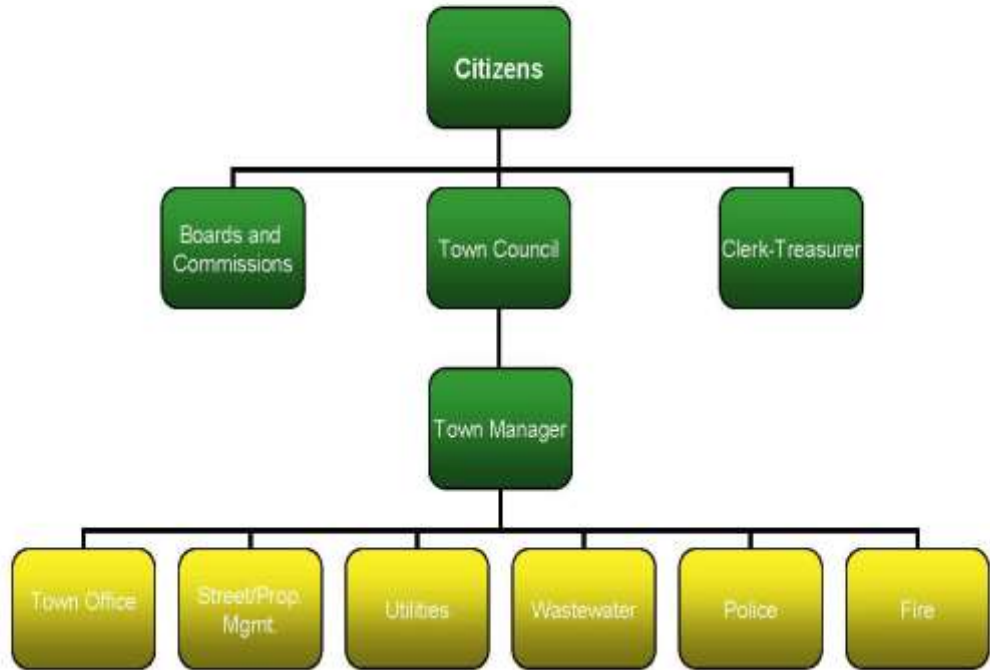 Citizens
Boards and
Commissions
Town Council
Clerk-Treasurer
Town Manager
Town Office
Street/Prop.
Mgmt.
Utilities
Wastewater
Police
Fire